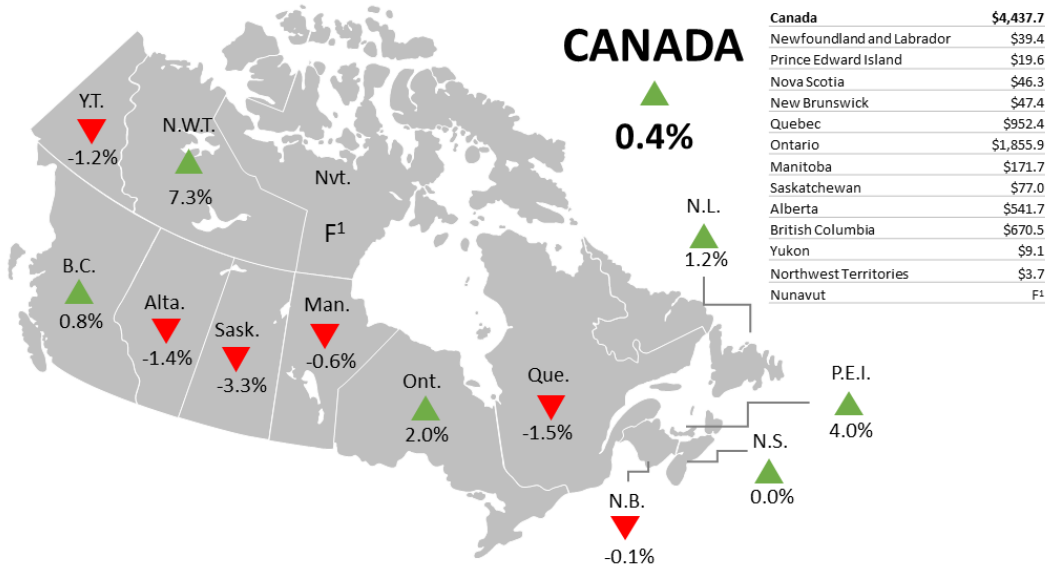 CANADA
0.4%
Canada $4,437.7
Newfoundland and Labrador $39.4
Prince Edward Island $19.6
Nova Scotia $46.3
New Brunswick $47.4
Quebec $952.4
Ontario $1,855.9
Manitoba $171.7
Saskatchewan $77.0
Alberta $541.7
British Columbia $670.5
Yukon $9.1
Northwest Territories $3.7
Nunavut F¹
Y.T.
-1.2%
N.W.T.
7.3%
Nvt.
F¹
B.C.
0.8%
Alta.
-1.4%
Sask.
-3.3%
Man.
-0.6%
Ont.
2.0%
Que.
-1.5%
N.L.
1.2%
P.E.I.
4.0%
N.S.
0.0%
N.B.
-0.1%